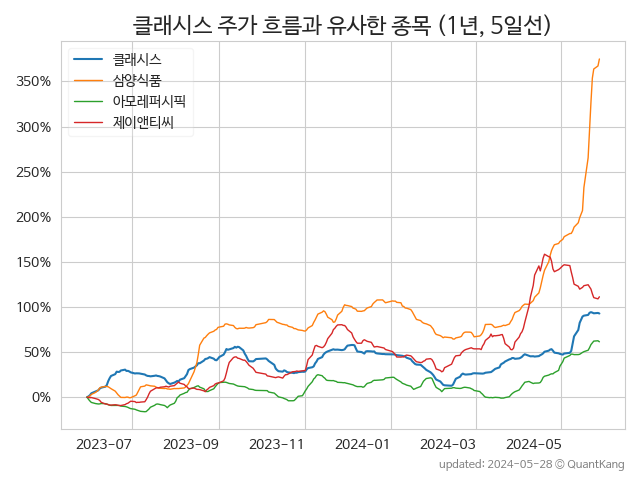 클래시스 주가 흐름과 유사한 종목 (1년, 5일선)
클래시스
삼양식품
아모레퍼시픽
제이앤티씨
350%
300%
250%
200%
150%
100%
50%
0%
2023-07 2023-09 2023-11 2024-01 2024-03 2024-05
updated: 2024-05-28 © QuantKang